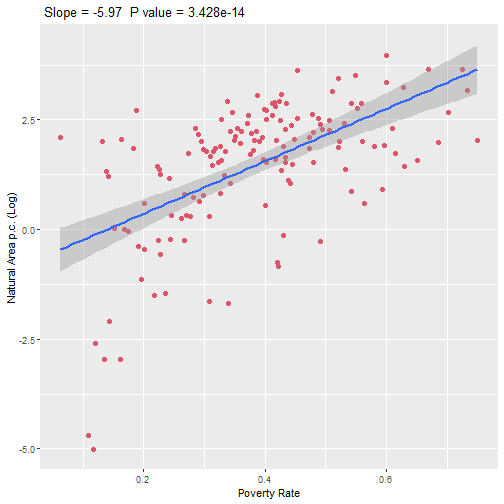 Slope = -5.97  P value = 3.428e-14
Natural Area p.c. (Log)
2.5
0.0
-2.5
-5.0
0.2
0.4
0.6
Poverty Rate